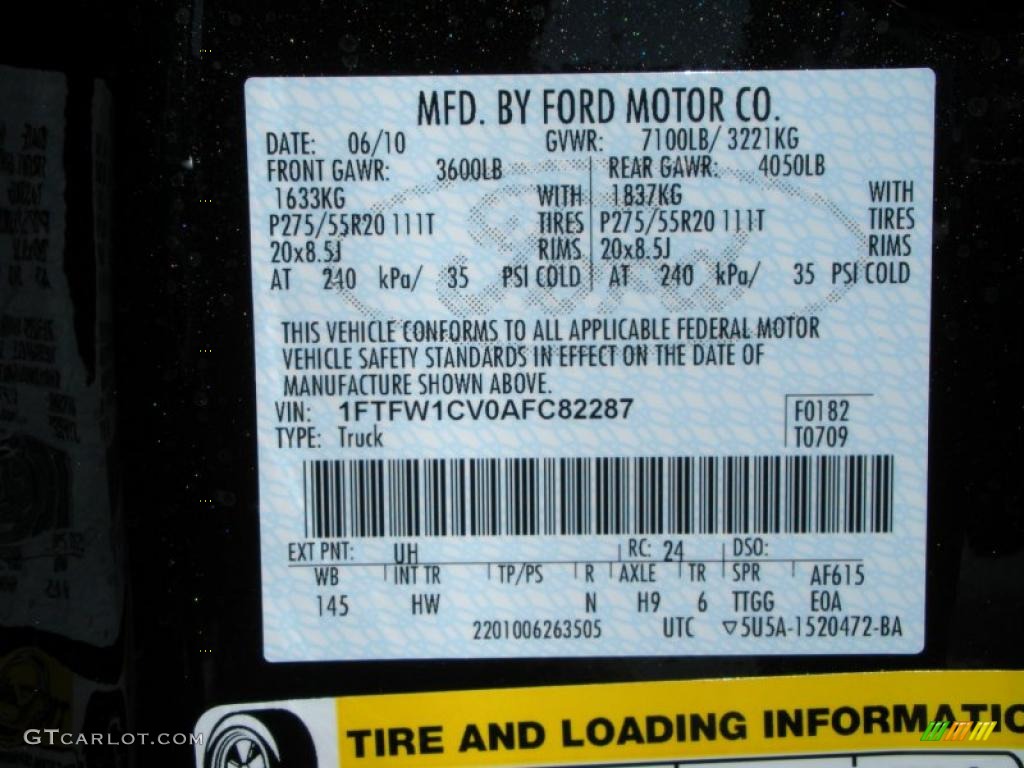 MFD. BY FORD MOTOR CO.
DATE: 06/10 GVWR: 7100LB/ 3221KG
FRONT GAWR: 3600LB REAR GAWR: 4050LB
1633KG WITH 1837KG WITH
P275/55R20 111T TIRES P275/55R20 111T TIRES
20x8.5J RIMS 20x8.5J RIMS
AT 240 kPa/ 35 PSI COLD AT 240 kPa/ 35 PSI COLD
THIS VEHICLE CONFORMS TO ALL APPLICABLE FEDERAL MOTOR
VEHICLE SAFETY STANDARDS IN EFFECT ON THE DATE OF
MANUFACTURE SHOWN ABOVE.
VIN: 1FTFW1CV0AFC82287 F0182
TYPE: Truck T0709
EXT PNT: UH RC: 24 DSO:
WB INT TR TP/PS R AXLE TR SPR AF615
145 HW N H9 6 TTGG E0A
2201006263505 UTC ▽5U5A-1520472-BA
TIRE AND LOADING INFORMATIC
GTCARLOT.COM